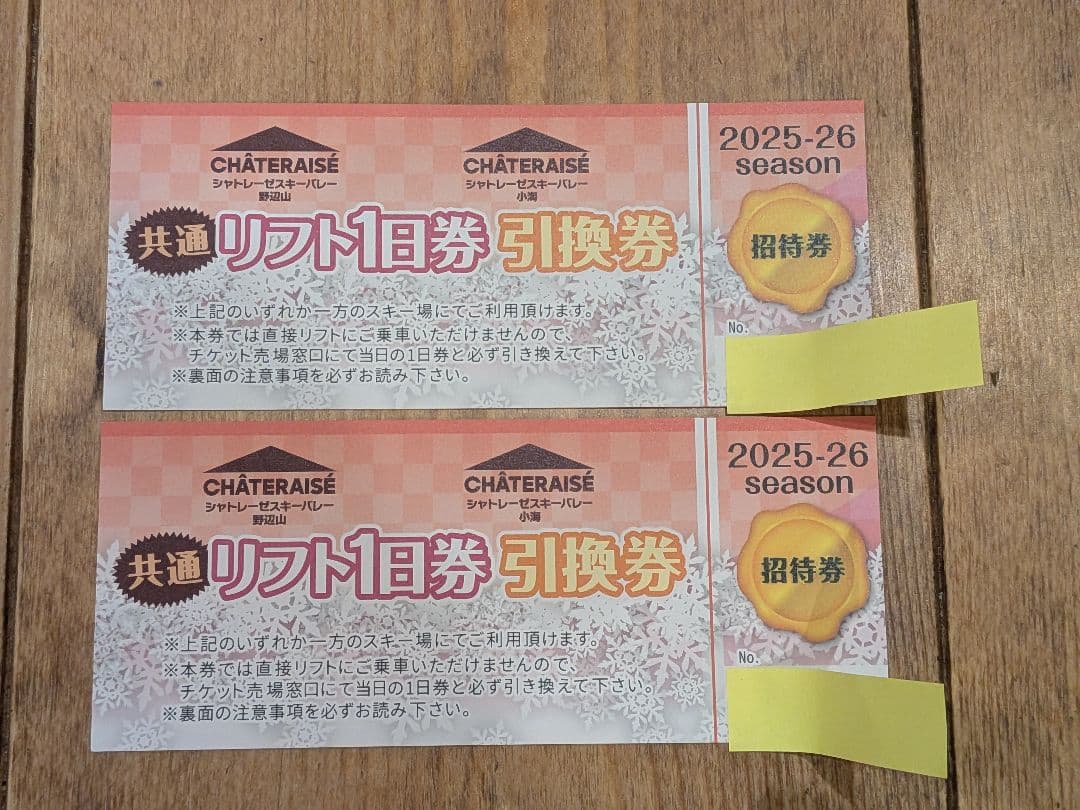 CHÂTERAISÉ
シャトレーゼスキーバレー
野辺山
CHÂTERAISÉ
シャトレーゼスキーバレー
小海
共通 リフト1日券 引換券
※上記のいずれか一方のスキー場にてご利用頂けます。
※本券では直接リフトにご乗車いただけませんので、
チケット売場窓口にて当日の1日券と必ず引き換えて下さい。
※裏面の注意事項を必ずお読み下さい。
2025-26
season
招待券
No.
CHÂTERAISÉ
シャトレーゼスキーバレー
野辺山
CHÂTERAISÉ
シャトレーゼスキーバレー
小海
共通 リフト1日券 引換券
※上記のいずれか一方のスキー場にてご利用頂けます。
※本券では直接リフトにご乗車いただけませんので、
チケット売場窓口にて当日の1日券と必ず引き換えて下さい。
※裏面の注意事項を必ずお読み下さい。
2025-26
season
招待券
No.